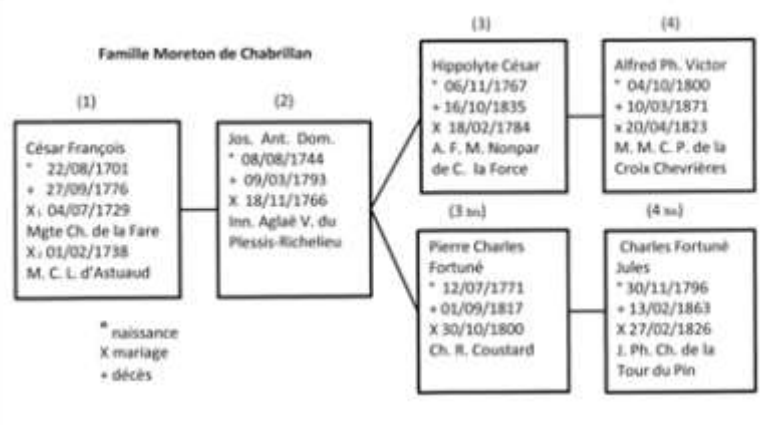 Famille Moreton de Chabrillan
(1)
César François
* 22/08/1701
+ 27/09/1776
X₁ 04/07/1729
Mgte Ch. de la Fare
X₂ 01/02/1738
M. C. L. d'Astuaud
(2)
Jos. Ant. Dom.
* 08/08/1744
+ 09/03/1793
X 18/11/1766
Inn. Aglaè V. du
Plessis-Richelieu
(3)
Hippolyte César
* 06/11/1767
+ 16/10/1835
X 18/02/1784
A. F. M. Nonpar
de C. la Force
(4)
Alfred Ph. Victor
* 04/10/1800
+ 10/03/1871
x 20/04/1823
M. M. C. P. de la
Croix Chevrières
(3 bis)
Pierre Charles
Fortuné
* 12/07/1771
+ 01/09/1817
X 30/10/1800
Ch. R. Coustard
(4 bis)
Charles Fortuné
Jules
* 30/11/1796
+ 13/02/1863
X 27/02/1826
J. Ph. Ch. de la
Tour du Pin
* naissance
X mariage
+ décès